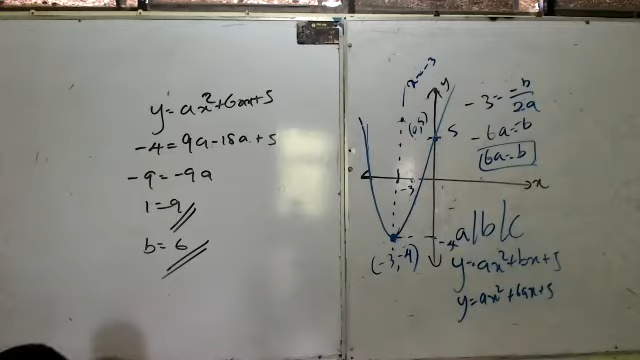 y=ax²+6ax+5
-4=9a-18a+5
-9=-9a
1=a
b=6
x=-3
y
(0,5)
5
-3
x
-4
(-3,-4)
-3=-b/2a
-6a=-b
6a=b
a|b|c
y=ax²+bx+5
y=ax²+6ax+5